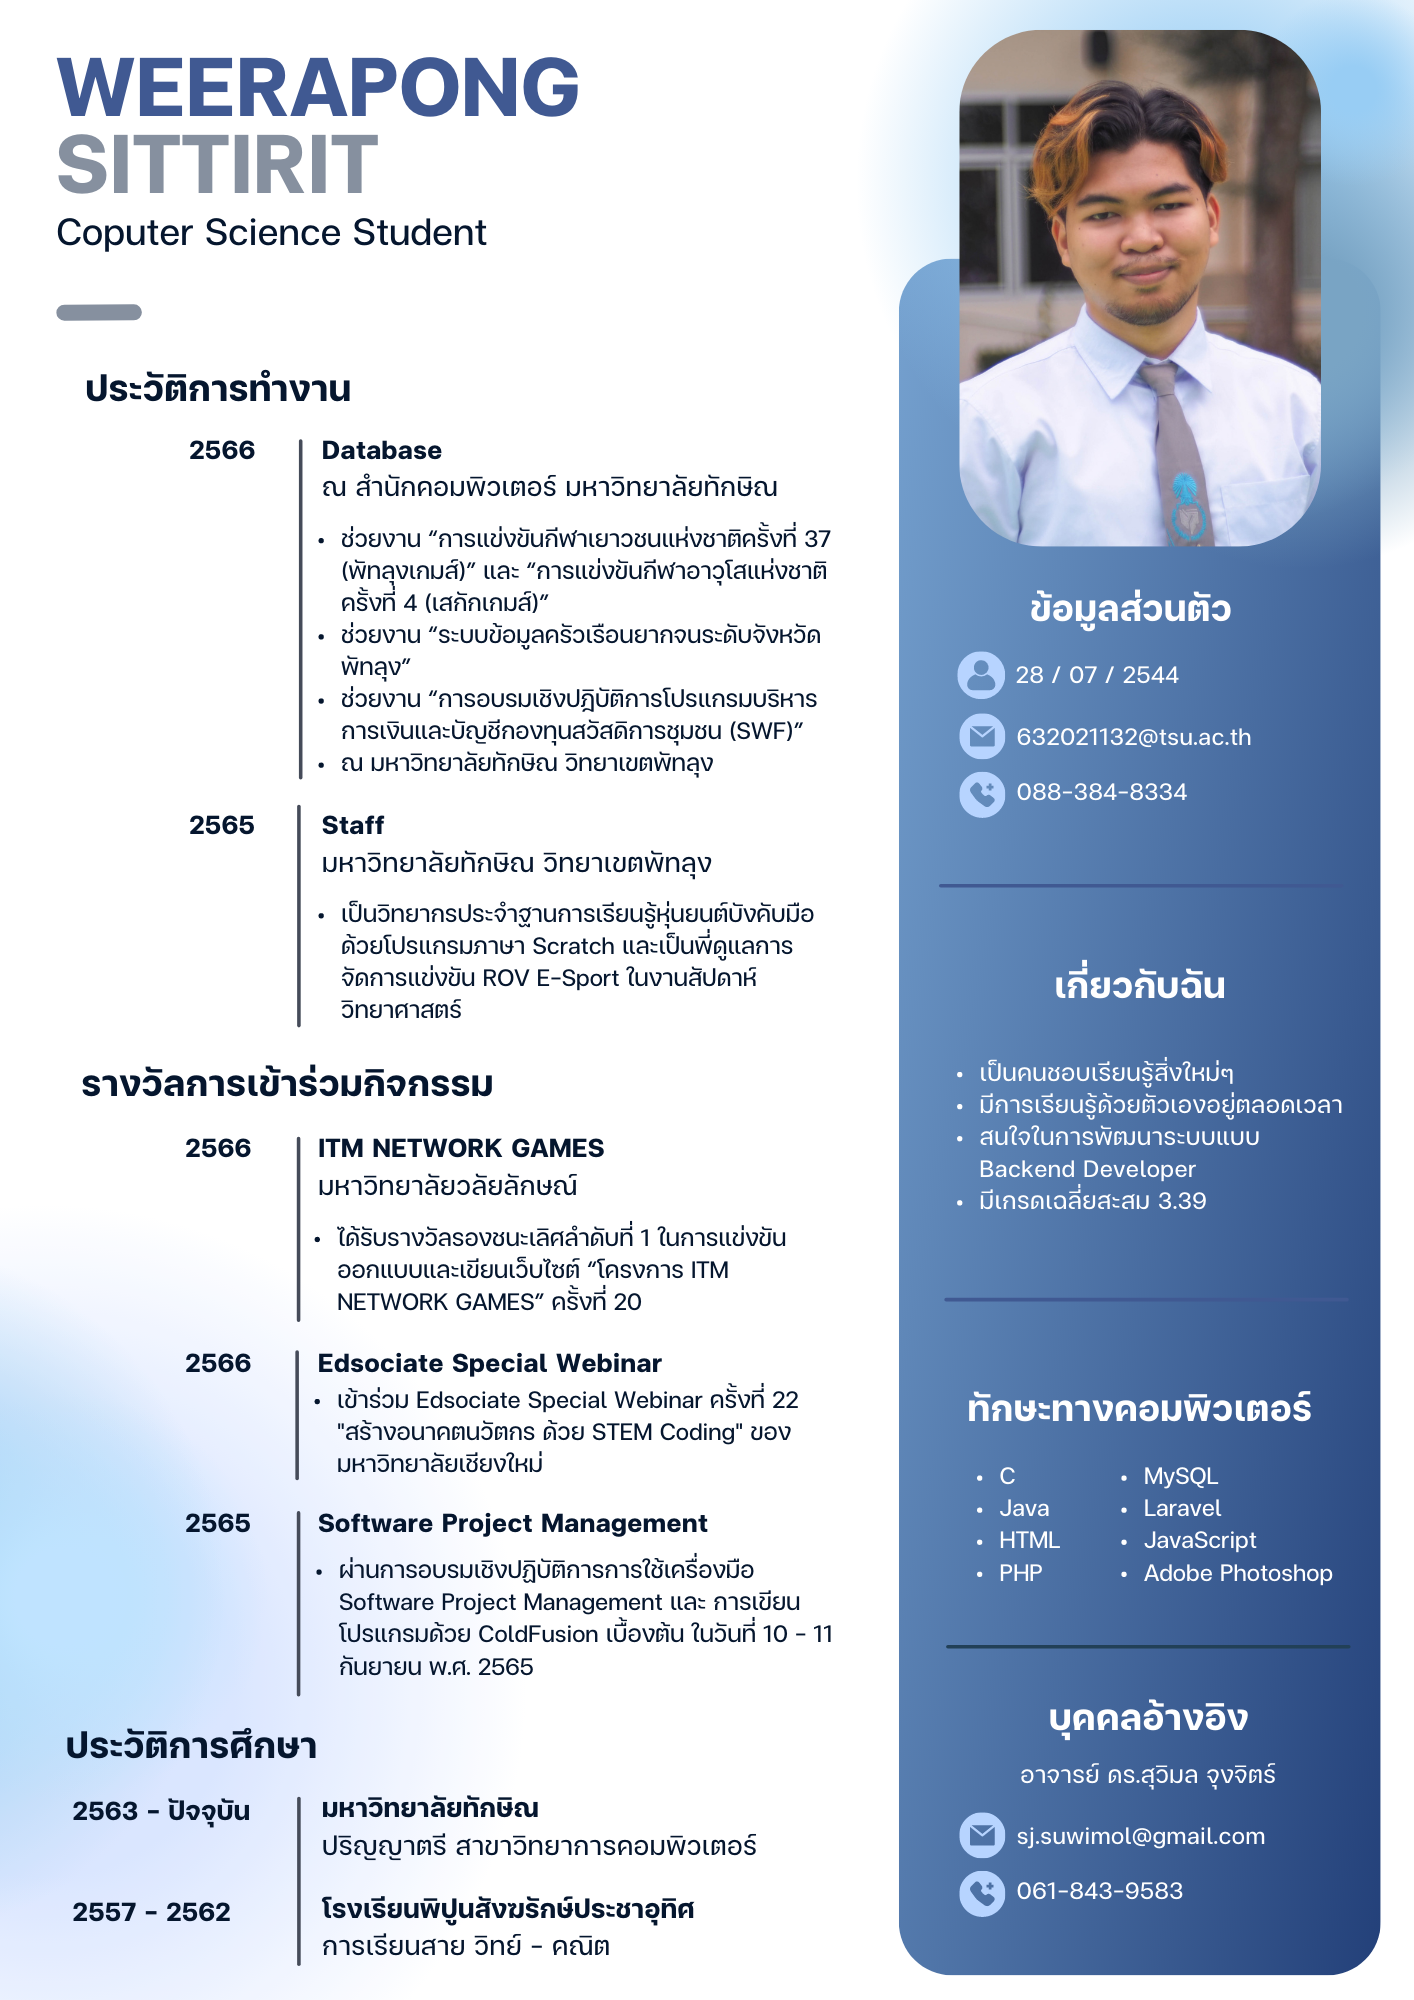 WEERAPONG
SITTIRIT
Coputer Science Student
ประวัติการทำงาน
2566
Database
ณ สำนักคอมพิวเตอร์ มหาวิทยาลัยทักษิณ
• ช่วยงาน “การแข่งขันกีฬาเยาวชนแห่งชาติครั้งที่ 37
(พัทลุงเกมส์)” และ “การแข่งขันกีฬาอาวุโสแห่งชาติ
ครั้งที่ 4 (เสกักเกมส์)”
• ช่วยงาน “ระบบข้อมูลครัวเรือนยากจนระดับจังหวัด
พัทลุง”
• ช่วยงาน “การอบรมเชิงปฎิบัติการโปรแกรมบริหาร
การเงินและบัญชีกองทุนสวัสดิการชุมชน (SWF)”
• ณ มหาวิทยาลัยทักษิณ วิทยาเขตพัทลุง
2565
Staff
มหาวิทยาลัยทักษิณ วิทยาเขตพัทลุง
• เป็นวิทยากรประจำฐานการเรียนรู้หุ่นยนต์บังคับมือ
ด้วยโปรแกรมภาษา Scratch และเป็นพี่ดูแลการ
จัดการแข่งขัน ROV E-Sport ในงานสัปดาห์
วิทยาศาสตร์
รางวัลการเข้าร่วมกิจกรรม
2566
ITM NETWORK GAMES
มหาวิทยาลัยวลัยลักษณ์
• ได้รับรางวัลรองชนะเลิศลำดับที่ 1 ในการแข่งขัน
ออกแบบและเขียนเว็บไซต์ “โครงการ ITM
NETWORK GAMES” ครั้งที่ 20
2566
Edsociate Special Webinar
• เข้าร่วม Edsociate Special Webinar ครั้งที่ 22
"สร้างอนาคตนวัตกร ด้วย STEM Coding" ของ
มหาวิทยาลัยเชียงใหม่
2565
Software Project Management
• ผ่านการอบรมเชิงปฏิบัติการการใช้เครื่องมือ
Software Project Management และ การเขียน
โปรแกรมด้วย ColdFusion เบื้องต้น ในวันที่ 10 - 11
กันยายน พ.ศ. 2565
ประวัติการศึกษา
2563 - ปัจจุบัน
มหาวิทยาลัยทักษิณ
ปริญญาตรี สาขาวิทยาการคอมพิวเตอร์
2557 - 2562
โรงเรียนพิปูนสังฆรักษ์ประชาอุทิศ
การเรียนสาย วิทย์ - คณิต
ข้อมูลส่วนตัว
28 / 07 / 2544
632021132@tsu.ac.th
088-384-8334
เกี่ยวกับฉัน
• เป็นคนชอบเรียนรู้สิ่งใหม่ๆ
• มีการเรียนรู้ด้วยตัวเองอยู่ตลอดเวลา
• สนใจในการพัฒนาระบบแบบ
Backend Developer
• มีเกรดเฉลี่ยสะสม 3.39
ทักษะทางคอมพิวเตอร์
• C
• Java
• HTML
• PHP
• MySQL
• Laravel
• JavaScript
• Adobe Photoshop
บุคคลอ้างอิง
อาจารย์ ดร.สุวิมล จุงจิตร์
sj.suwimol@gmail.com
061-843-9583